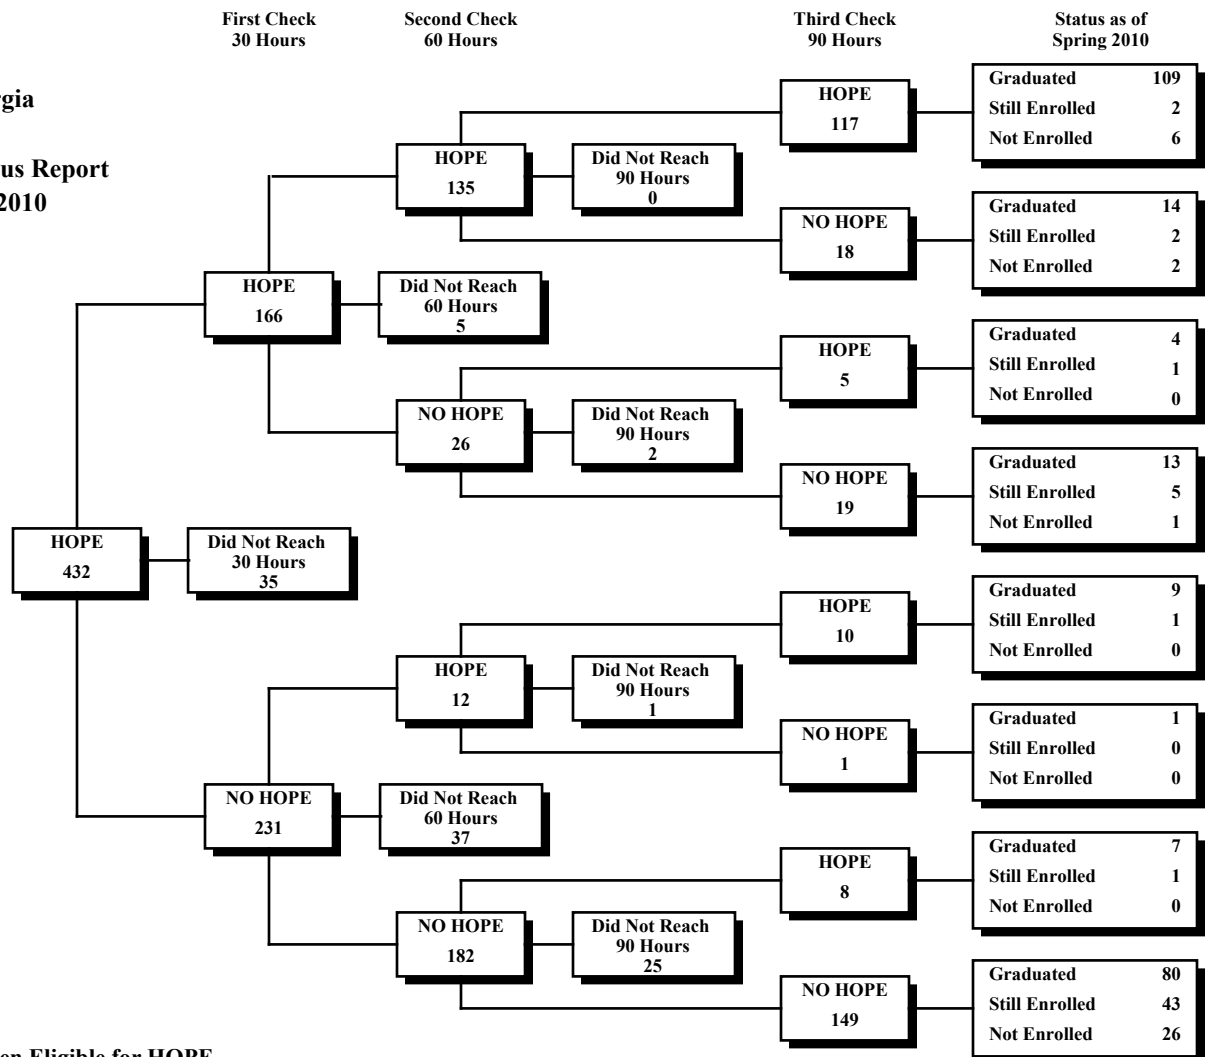 First Check
30 Hours
Second Check
60 Hours
Third Check
90 Hours
Status as of
Spring 2010
us Report
2010
HOPE
432
Did Not Reach
30 Hours
35
HOPE
166
Did Not Reach
60 Hours
5
NO HOPE
231
Did Not Reach
60 Hours
37
HOPE
135
Did Not Reach
90 Hours
0
NO HOPE
26
Did Not Reach
90 Hours
2
HOPE
12
Did Not Reach
90 Hours
1
NO HOPE
182
Did Not Reach
90 Hours
25
HOPE
117
Graduated 109
Still Enrolled 2
Not Enrolled 6
NO HOPE
18
Graduated 14
Still Enrolled 2
Not Enrolled 2
HOPE
5
Graduated 4
Still Enrolled 1
Not Enrolled 0
NO HOPE
19
Graduated 13
Still Enrolled 5
Not Enrolled 1
HOPE
10
Graduated 9
Still Enrolled 1
Not Enrolled 0
NO HOPE
1
Graduated 1
Still Enrolled 0
Not Enrolled 0
HOPE
8
Graduated 7
Still Enrolled 1
Not Enrolled 0
NO HOPE
149
Graduated 80
Still Enrolled 43
Not Enrolled 26
Eligible for HOPE